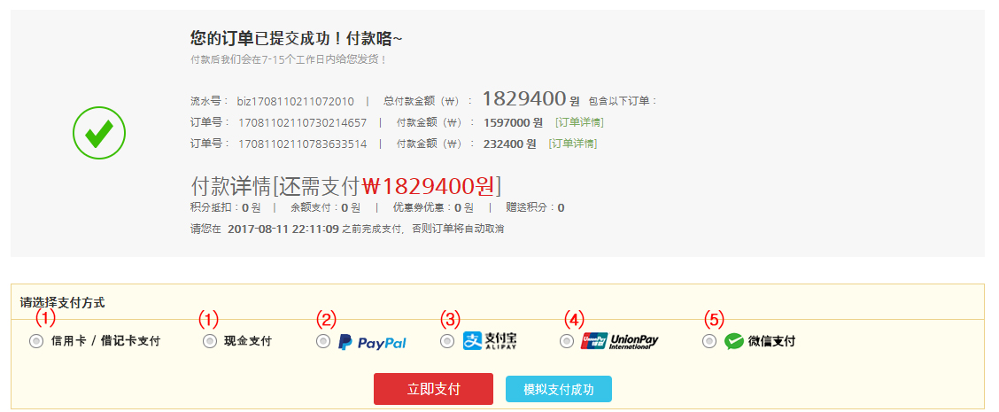 您的订单已提交成功！付款咯~
付款后我们会在7-15个工作日内给您发货！
流水号： biz1708110211072010 | 总付款金额（₩）： 1829400 원 包含以下订单：
订单号： 17081102110730214657 | 付款金额（₩）： 1597000 원 [订单详情]
订单号： 17081102110783633514 | 付款金额（₩）： 232400 원 [订单详情]
付款详情[还需支付₩1829400원]
积分抵扣：0 원 | 余额支付：0 원 | 优惠券优惠：0 원 | 赠送积分：0
请您在 2017-08-11 22:11:09 之前完成支付，否则订单将自动取消
请选择支付方式
(1) (1) (2) (3) (4) (5)
信用卡 / 借记卡支付 现金支付 PayPal 支 支付宝 ALIPAY UnionPay 银联 UnionPay International 微信支付
立即支付 模拟支付成功